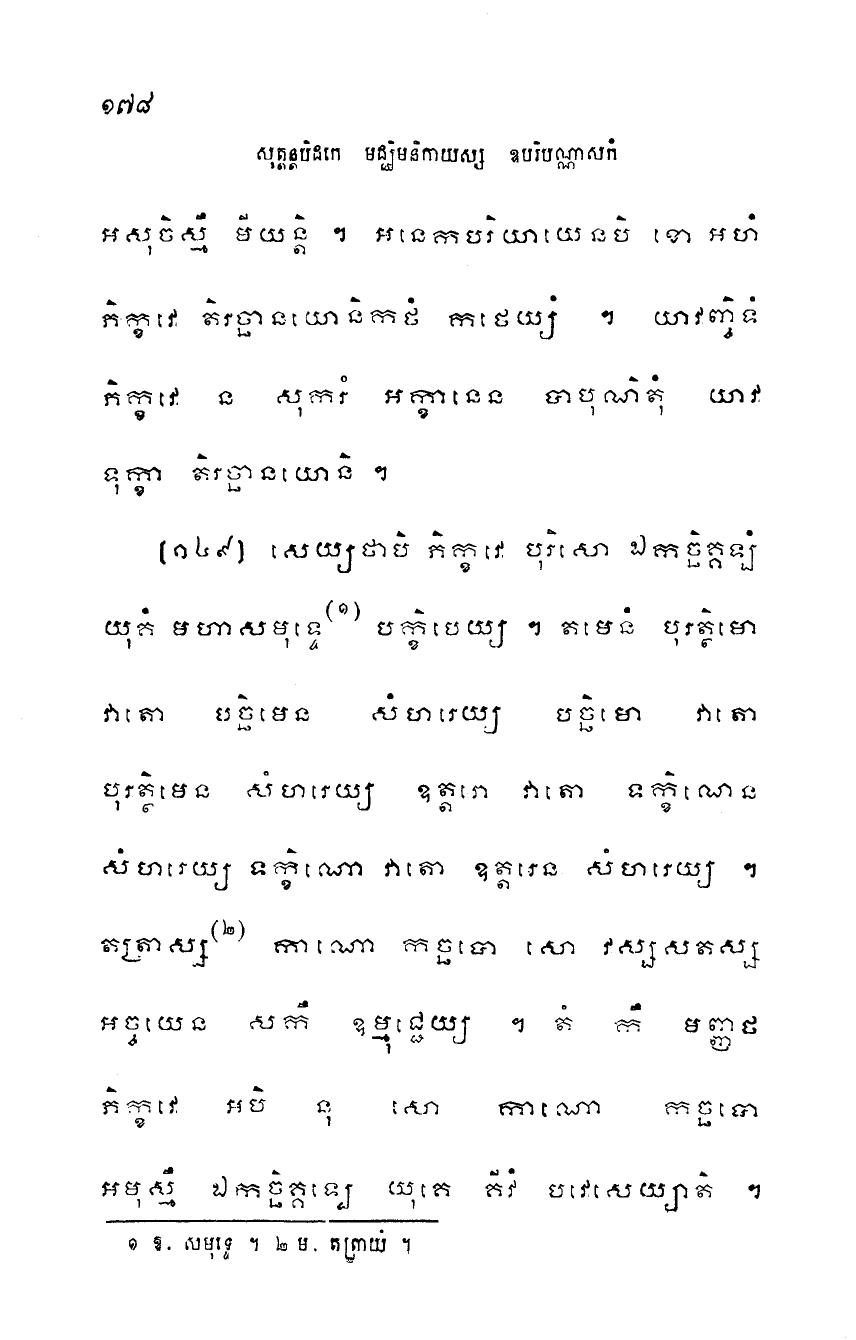 ១៧៨
សុត្តន្តបិដកេ មជ្ឈិមនិកាយស្ស ឧបរិបណ្ណាសកំ
អសុចិស្មឹ មីយន្តិ ។ អនេកបរិយាយេនបិ ខោ អហំ
ភិក្ខវេ តិរច្ឆានយោនិកថំ កថេយ្យំ ។ យាវញ្ចិទំ
ភិក្ខវេ ន សុករំ អក្ខានេន បាបុណិតុំ យាវ
ទុក្ខា តិរច្ឆានយោនិ ។
(១៤៩) សេយ្យថាបិ ភិក្ខវេ បុរិសោ ឯកច្ឆិគ្គឡំ
យុគំ មហាសមុទ្ទេ(១) បក្ខិបេយ្យ ។ តមេនំ បុរត្ថិមោ
វាតោ បច្ឆិមេន សំហរេយ្យ បច្ឆិមោ វាតោ
បុរត្ថិមេន សំហរេយ្យ ឧត្តរោ វាតោ ទក្ខិណេន
សំហរេយ្យ ទក្ខិណោ វាតោ ឧត្តរេន សំហរេយ្យ ។
តត្រាស្ស(២) កាណោ កច្ឆបោ សោ វស្សសតស្ស
អច្ចយេន សកឹ ឧម្មុជ្ជេយ្យ ។ តំ កឹ មញ្ញថ
ភិក្ខវេ អបិ នុ សោ កាណោ កច្ឆបោ
អមុស្មឹ ឯកច្ឆិគ្គឡេ យុគេ គីវំ បវេសេយ្យាតិ ។
១ ឱ. សមុទ្ទេ ។ ២ ម. តត្រាយំ ។